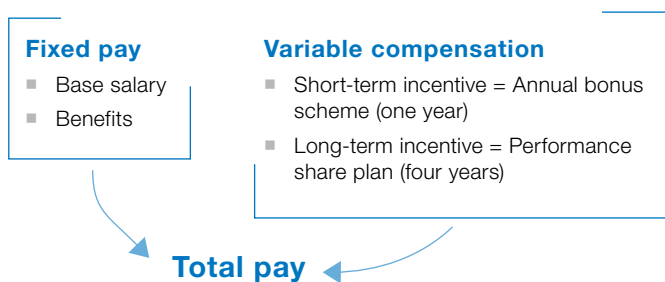 Fixed pay
■ Base salary
■ Benefits
Variable compensation
■ Short-term incentive = Annual bonus
scheme (one year)
■ Long-term incentive = Performance
share plan (four years)
Total pay